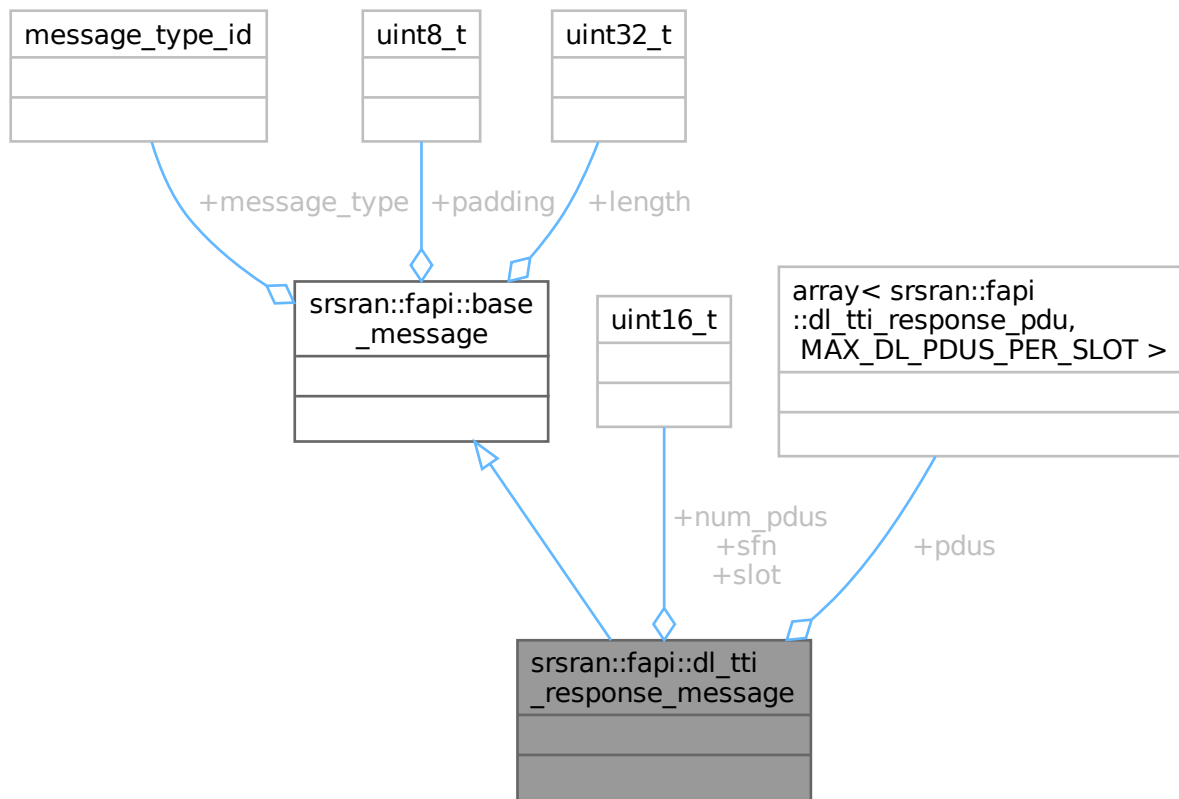 message_type_id
uint8_t
uint32_t
+message_type
+padding
+length
srsran::fapi::base
_message
uint16_t
array< srsran::fapi
::dl_tti_response_pdu,
MAX_DL_PDUS_PER_SLOT >
+num_pdus
+sfn
+slot
+pdus
srsran::fapi::dl_tti
_response_message